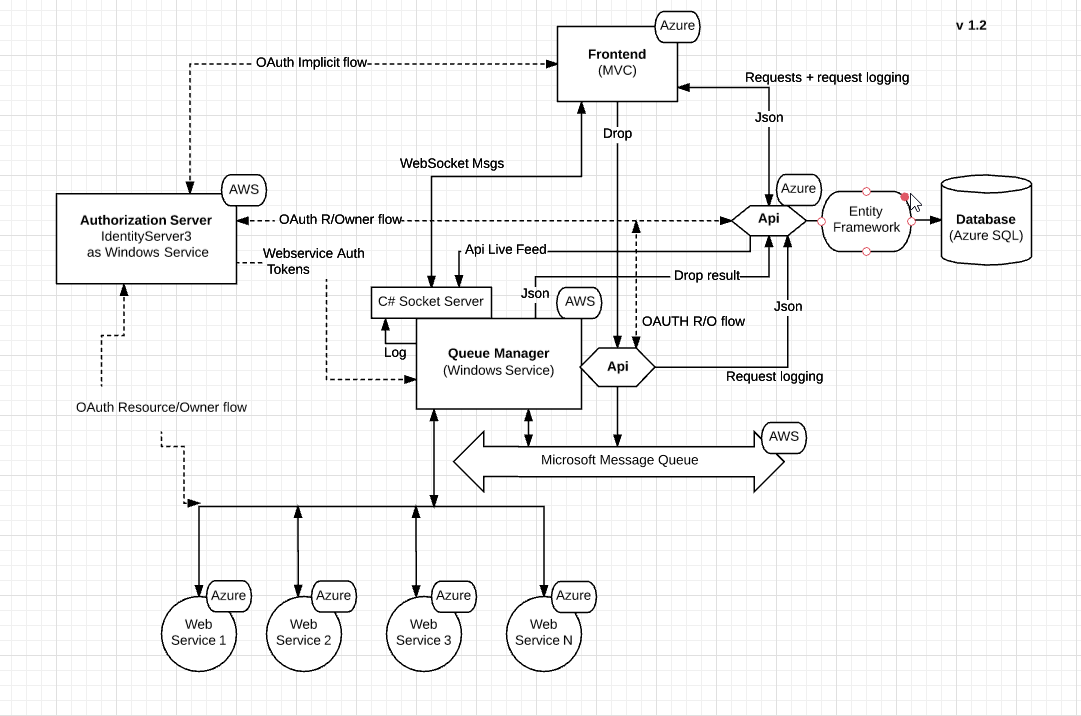 Azure
v 1.2
Frontend
(MVC)
OAuth Implicit flow
Requests + request logging
Json
Drop
WebSocket Msgs
AWS
Azure
Authorization Server
IdentityServer3
as Windows Service
OAuth R/Owner flow
Api
Entity
Framework
Database
(Azure SQL)
Webservice Auth
Tokens
Api Live Feed
Drop result
Json
AWS
C# Socket Server
Json
OAUTH R/O flow
Log
Queue Manager
(Windows Service)
Api
Request logging
OAuth Resource/Owner flow
AWS
Microsoft Message Queue
Azure
Azure
Azure
Azure
Web
Service 1
Web
Service 2
Web
Service 3
Web
Service N